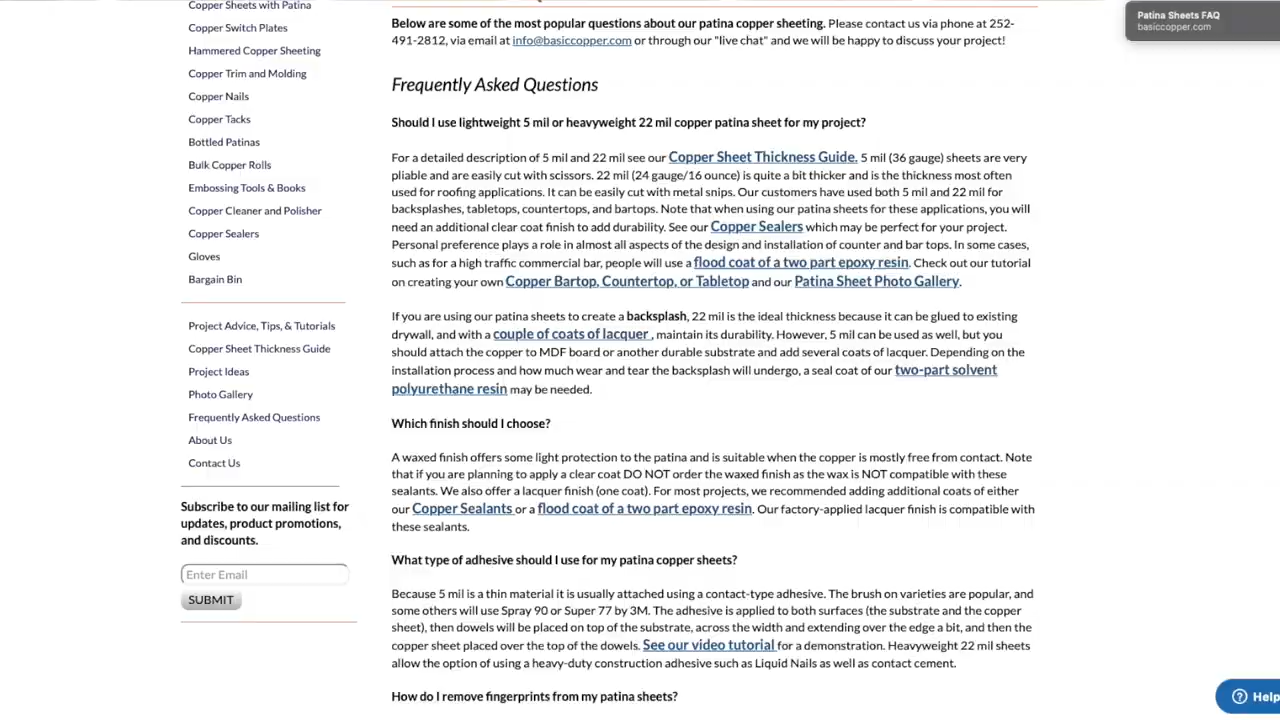 Copper Sheets with Patina
Copper Switch Plates
Hammered Copper Sheeting
Copper Trim and Molding
Copper Nails
Copper Tacks
Bottled Patinas
Bulk Copper Rolls
Embossing Tools & Books
Copper Cleaner and Polisher
Copper Sealers
Gloves
Bargain Bin
Project Advice, Tips, & Tutorials
Copper Sheet Thickness Guide
Project Ideas
Photo Gallery
Frequently Asked Questions
About Us
Contact Us
Subscribe to our mailing list for
updates, product promotions,
and discounts.
Enter Email
SUBMIT
Below are some of the most popular questions about our patina copper sheeting. Please contact us via phone at 252-
491-2812, via email at info@basiccopper.com or through our "live chat" and we will be happy to discuss your project!
Frequently Asked Questions
Should I use lightweight 5 mil or heavyweight 22 mil copper patina sheet for my project?
For a detailed description of 5 mil and 22 mil see our Copper Sheet Thickness Guide. 5 mil (36 gauge) sheets are very
pliable and are easily cut with scissors. 22 mil (24 gauge/16 ounce) is quite a bit thicker and is the thickness most often
used for roofing applications. It can be easily cut with metal snips. Our customers have used both 5 mil and 22 mil for
backsplashes, tabletops, countertops, and bartops. Note that when using our patina sheets for these applications, you will
need an additional clear coat finish to add durability. See our Copper Sealers which may be perfect for your project.
Personal preference plays a role in almost all aspects of the design and installation of counter and bar tops. In some cases,
such as for a high traffic commercial bar, people will use a flood coat of a two part epoxy resin. Check out our tutorial
on creating your own Copper Bartop, Countertop, or Tabletop and our Patina Sheet Photo Gallery.
If you are using our patina sheets to create a backsplash, 22 mil is the ideal thickness because it can be glued to existing
drywall, and with a couple of coats of lacquer , maintain its durability. However, 5 mil can be used as well, but you
should attach the copper to MDF board or another durable substrate and add several coats of lacquer. Depending on the
installation process and how much wear and tear the backsplash will undergo, a seal coat of our two-part solvent
polyurethane resin may be needed.
Which finish should I choose?
A waxed finish offers some light protection to the patina and is suitable when the copper is mostly free from contact. Note
that if you are planning to apply a clear coat DO NOT order the waxed finish as the wax is NOT compatible with these
sealants. We also offer a lacquer finish (one coat). For most projects, we recommended adding additional coats of either
our Copper Sealants or a flood coat of a two part epoxy resin. Our factory-applied lacquer finish is compatible with
these sealants.
What type of adhesive should I use for my patina copper sheets?
Because 5 mil is a thin material it is usually attached using a contact-type adhesive. The brush on varieties are popular, and
some others will use Spray 90 or Super 77 by 3M. The adhesive is applied to both surfaces (the substrate and the copper
sheet), then dowels will be placed on top of the substrate, across the width and extending over the edge a bit, and then the
copper sheet placed over the top of the dowels. See our video tutorial for a demonstration. Heavyweight 22 mil sheets
allow the option of using a heavy-duty construction adhesive such as Liquid Nails as well as contact cement.
How do I remove fingerprints from my patina sheets?
Patina Sheets FAQ
basiccopper.com
Help